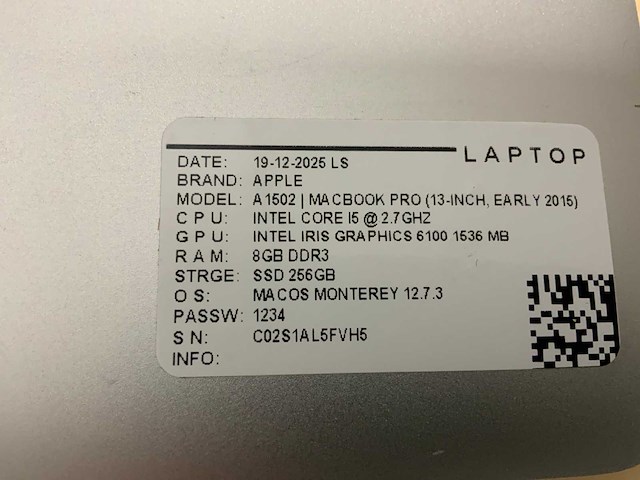 LAPTOP
DATE: 19-12-2025 LS
BRAND: APPLE
MODEL: A1502 | MACBOOK PRO (13-INCH, EARLY 2015)
CPU: INTEL CORE I5 @ 2.7GHZ
GPU: INTEL IRIS GRAPHICS 6100 1536 MB
RAM: 8GB DDR3
STRGE: SSD 256GB
OS: MACOS MONTEREY 12.7.3
PASSW: 1234
SN: C02S1AL5FVH5
INFO: